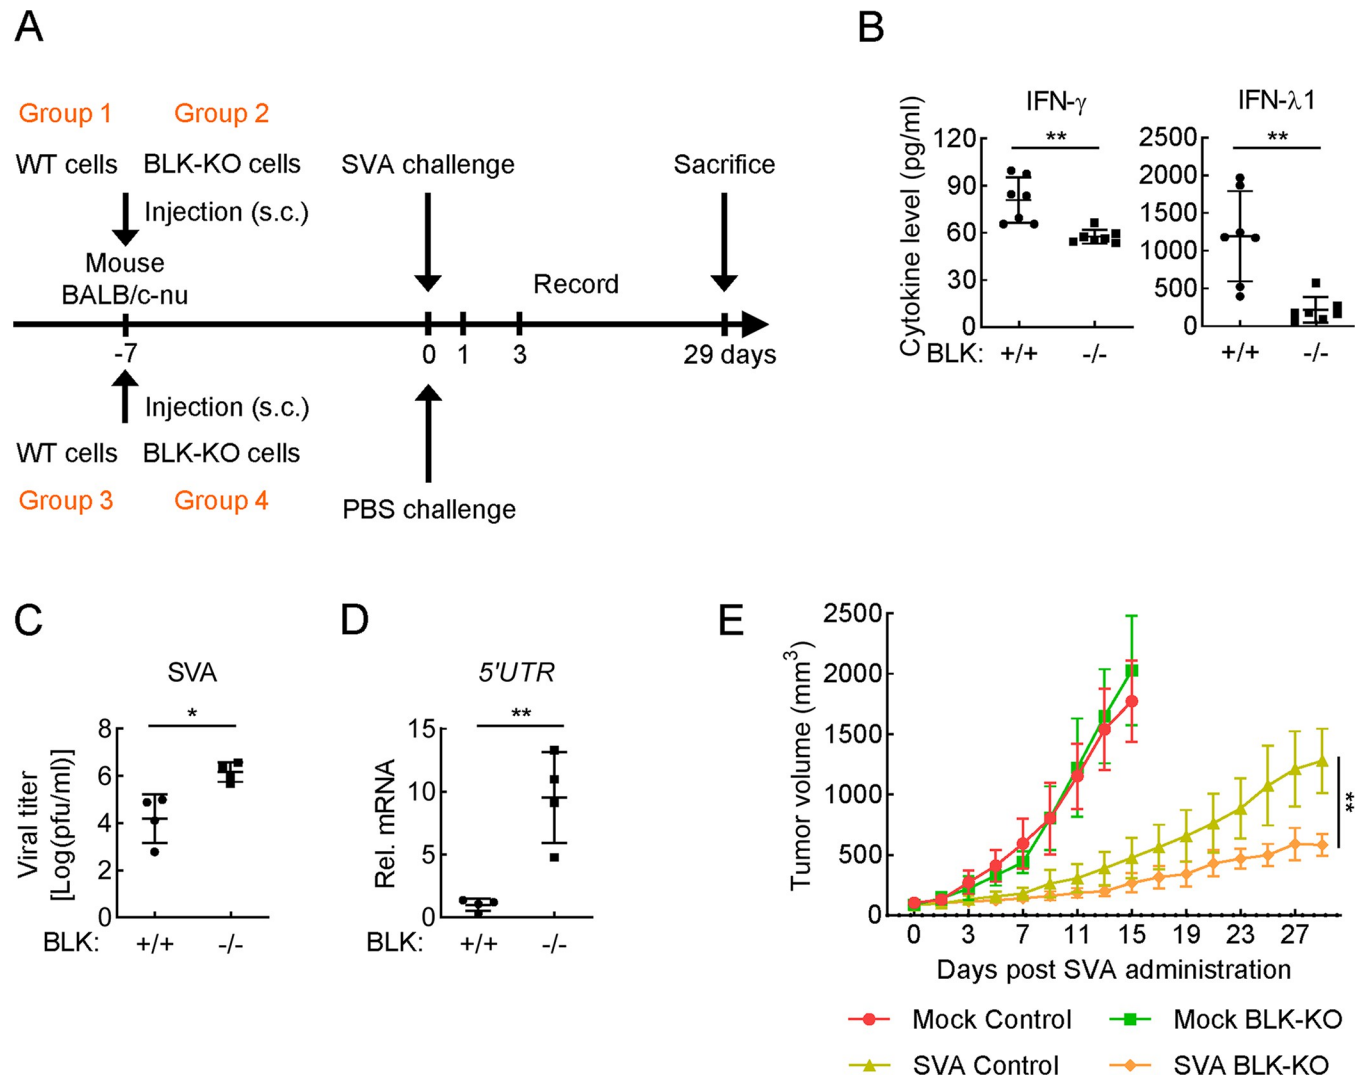 A
Group 1 Group 2
WT cells BLK-KO cells SVA challenge Sacrifice
Injection (s.c.)
Mouse
BALB/c-nu
Record
-7 0 1 3 29 days
Injection (s.c.)
WT cells BLK-KO cells
Group 3 Group 4
PBS challenge
B
Cytokine level (pg/ml)
IFN-γ
**
120
90
60
30
0
BLK: +/+ -/-
IFN-λ1
**
2500
2000
1500
1000
500
0
+/+ -/-
C
SVA
*
Viral titer
[Log(pfu/ml)]
8
6
4
2
0
BLK: +/+ -/-
D
5'UTR
**
Rel. mRNA
15
10
5
0
BLK: +/+ -/-
E
Tumor volume (mm³)
2500
2000
1500
1000
500
0
**
0 3 7 11 15 19 23 27
Days post SVA administration
Mock Control Mock BLK-KO
SVA Control SVA BLK-KO